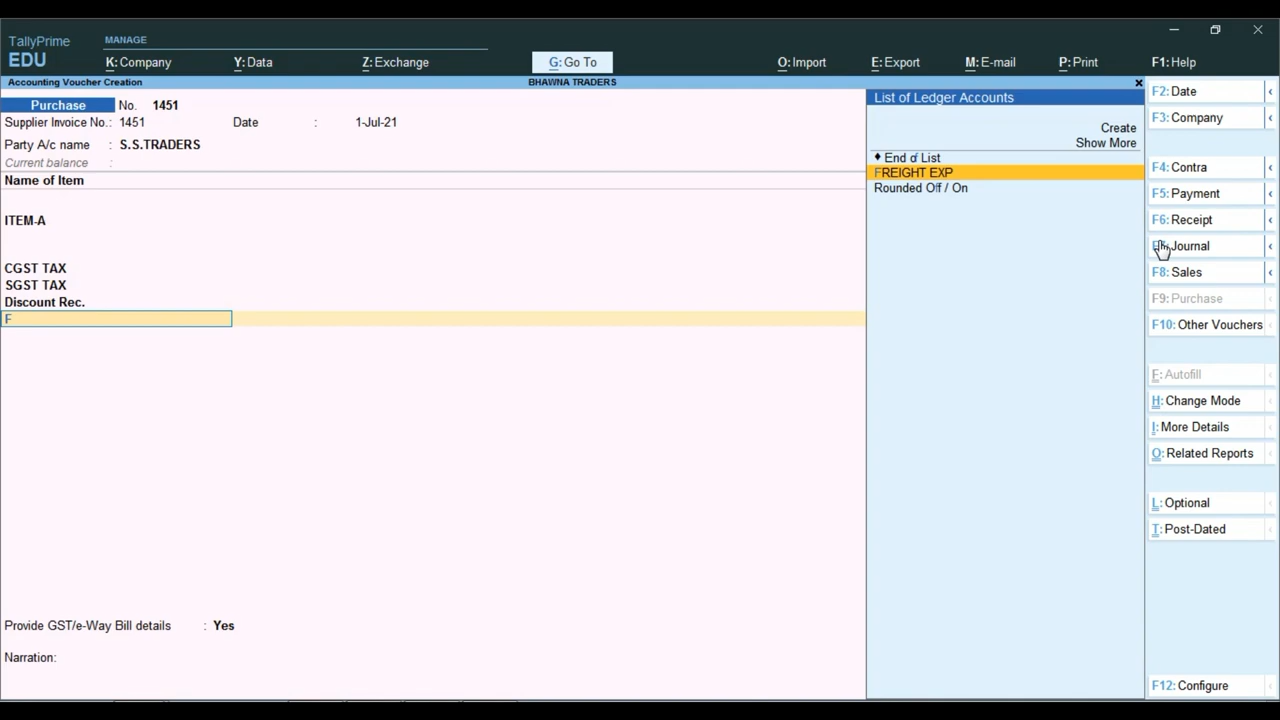 TallyPrime
EDU
MANAGE
K: Company
Y: Data
Z: Exchange
G: Go To
O: Import
E: Export
M: E-mail
P: Print
F1: Help
Accounting Voucher Creation
BHAWNA TRADERS
Purchase No. 1451
Supplier Invoice No.: 1451 Date : 1-Jul-21
Party A/c name : S.S.TRADERS
Current balance :
Name of Item
ITEM-A
CGST TAX
SGST TAX
Discount Rec.
F
Provide GST/e-Way Bill details : Yes
Narration:
List of Ledger Accounts
Create
Show More
♦ End of List
FREIGHT EXP
Rounded Off / On
F2: Date
F3: Company
F4: Contra
F5: Payment
F6: Receipt
Journal
F8: Sales
F9: Purchase
F10: Other Vouchers
F: Autofill
H: Change Mode
I: More Details
O: Related Reports
L: Optional
T: Post-Dated
F12: Configure